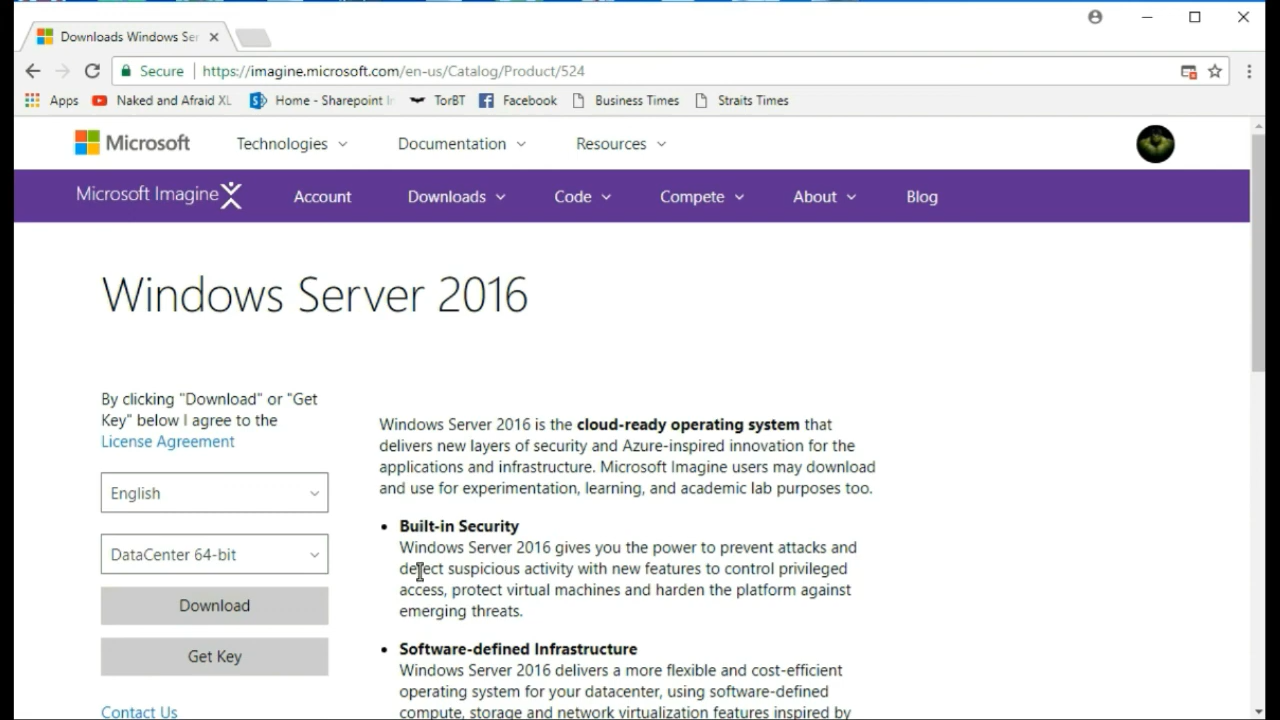 Downloads Windows Ser
Secure https://imagine.microsoft.com/en-us/Catalog/Product/524
Apps Naked and Afraid XL Home - Sharepoint TorBT Facebook Business Times Straits Times
Microsoft Technologies Documentation Resources
Microsoft Imagine Account Downloads Code Compete About Blog
Windows Server 2016
By clicking "Download" or "Get
Key" below I agree to the
License Agreement
English
DataCenter 64-bit
Download
Get Key
Contact Us
Windows Server 2016 is the cloud-ready operating system that
delivers new layers of security and Azure-inspired innovation for the
applications and infrastructure. Microsoft Imagine users may download
and use for experimentation, learning, and academic lab purposes too.
• Built-in Security
Windows Server 2016 gives you the power to prevent attacks and
detect suspicious activity with new features to control privileged
access, protect virtual machines and harden the platform against
emerging threats.
• Software-defined Infrastructure
Windows Server 2016 delivers a more flexible and cost-efficient
operating system for your datacenter, using software-defined
compute, storage and network virtualization features inspired by